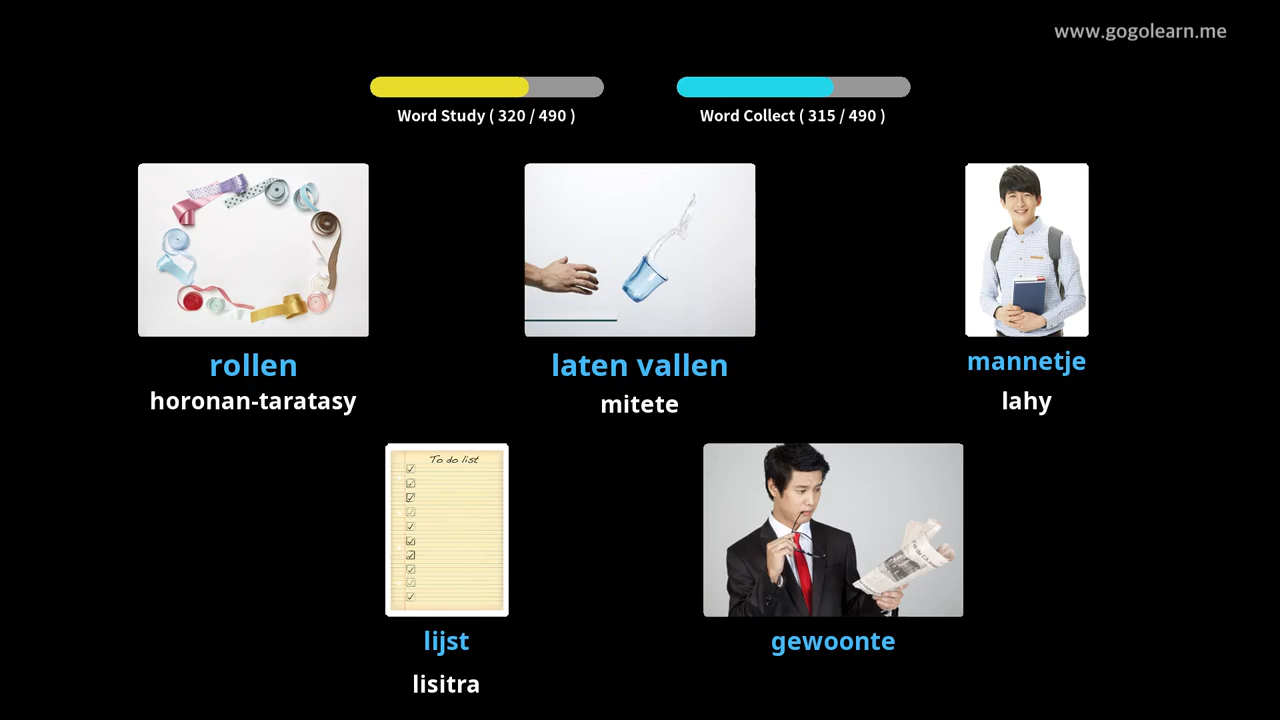 www.gogolearn.me
Word Study ( 320 / 490 )
Word Collect ( 315 / 490 )
rollen
horonan-taratasy
laten vallen
mitete
mannetje
lahy
To do list
lijst
lisitra
gewoonte